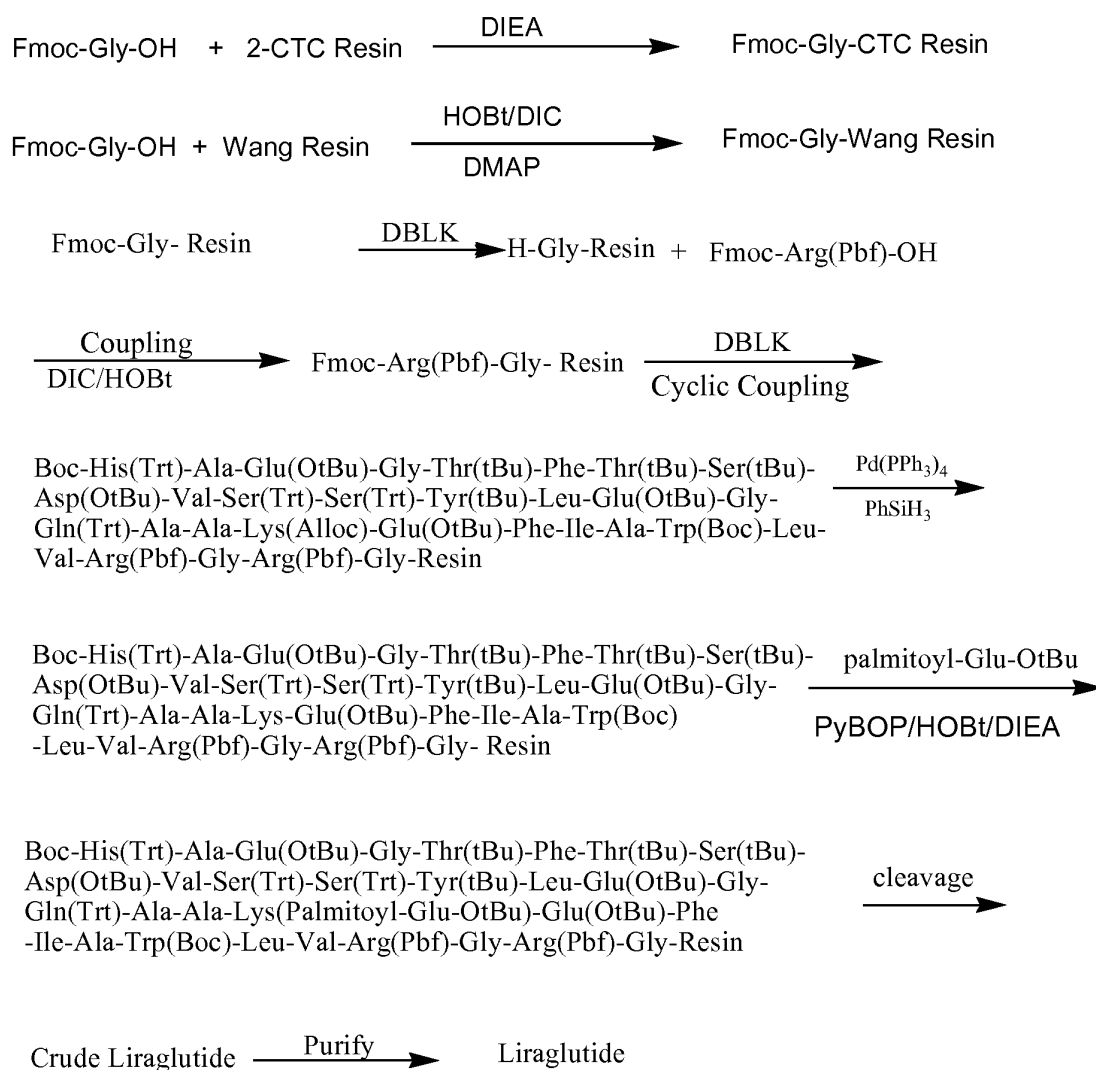 Fmoc-Gly-OH + 2-CTC Resin DIEA Fmoc-Gly-CTC Resin
Fmoc-Gly-OH + Wang Resin HOBt/DIC DMAP Fmoc-Gly-Wang Resin
Fmoc-Gly- Resin DBLK H-Gly-Resin + Fmoc-Arg(Pbf)-OH
Coupling DIC/HOBt Fmoc-Arg(Pbf)-Gly- Resin DBLK Cyclic Coupling
Boc-His(Trt)-Ala-Glu(OtBu)-Gly-Thr(tBu)-Phe-Thr(tBu)-Ser(tBu)-
Asp(OtBu)-Val-Ser(Trt)-Ser(Trt)-Tyr(tBu)-Leu-Glu(OtBu)-Gly-
Gln(Trt)-Ala-Ala-Lys(Alloc)-Glu(OtBu)-Phe-Ile-Ala-Trp(Boc)-Leu-
Val-Arg(Pbf)-Gly-Arg(Pbf)-Gly-Resin
Pd(PPh3)4
PhSiH3
Boc-His(Trt)-Ala-Glu(OtBu)-Gly-Thr(tBu)-Phe-Thr(tBu)-Ser(tBu)-
Asp(OtBu)-Val-Ser(Trt)-Ser(Trt)-Tyr(tBu)-Leu-Glu(OtBu)-Gly-
Gln(Trt)-Ala-Ala-Lys-Glu(OtBu)-Phe-Ile-Ala-Trp(Boc)
-Leu-Val-Arg(Pbf)-Gly-Arg(Pbf)-Gly- Resin
palmitoyl-Glu-OtBu
PyBOP/HOBt/DIEA
Boc-His(Trt)-Ala-Glu(OtBu)-Gly-Thr(tBu)-Phe-Thr(tBu)-Ser(tBu)-
Asp(OtBu)-Val-Ser(Trt)-Ser(Trt)-Tyr(tBu)-Leu-Glu(OtBu)-Gly-
Gln(Trt)-Ala-Ala-Lys(Palmitoyl-Glu-OtBu)-Glu(OtBu)-Phe
-Ile-Ala-Trp(Boc)-Leu-Val-Arg(Pbf)-Gly-Arg(Pbf)-Gly-Resin
cleavage
Crude Liraglutide Purify Liraglutide